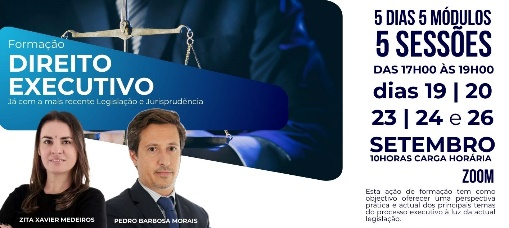 Formação
DIREITO
EXECUTIVO
Já com a mais recente Legislação e Jurisprudência
ZITA XAVIER MEDEIROS
PEDRO BARBOSA MORAIS
5 DIAS 5 MÓDULOS
5 SESSÕES
DAS 17H00 ÀS 19H00
dias 19 | 20
23 | 24 e 26
SETEMBRO
10HORAS CARGA HORÁRIA
ZOOM
Esta ação de formação tem como
objectivo oferecer uma perspectiva
prática e actual dos principais temas
do processo executivo à luz da actual
legislação.